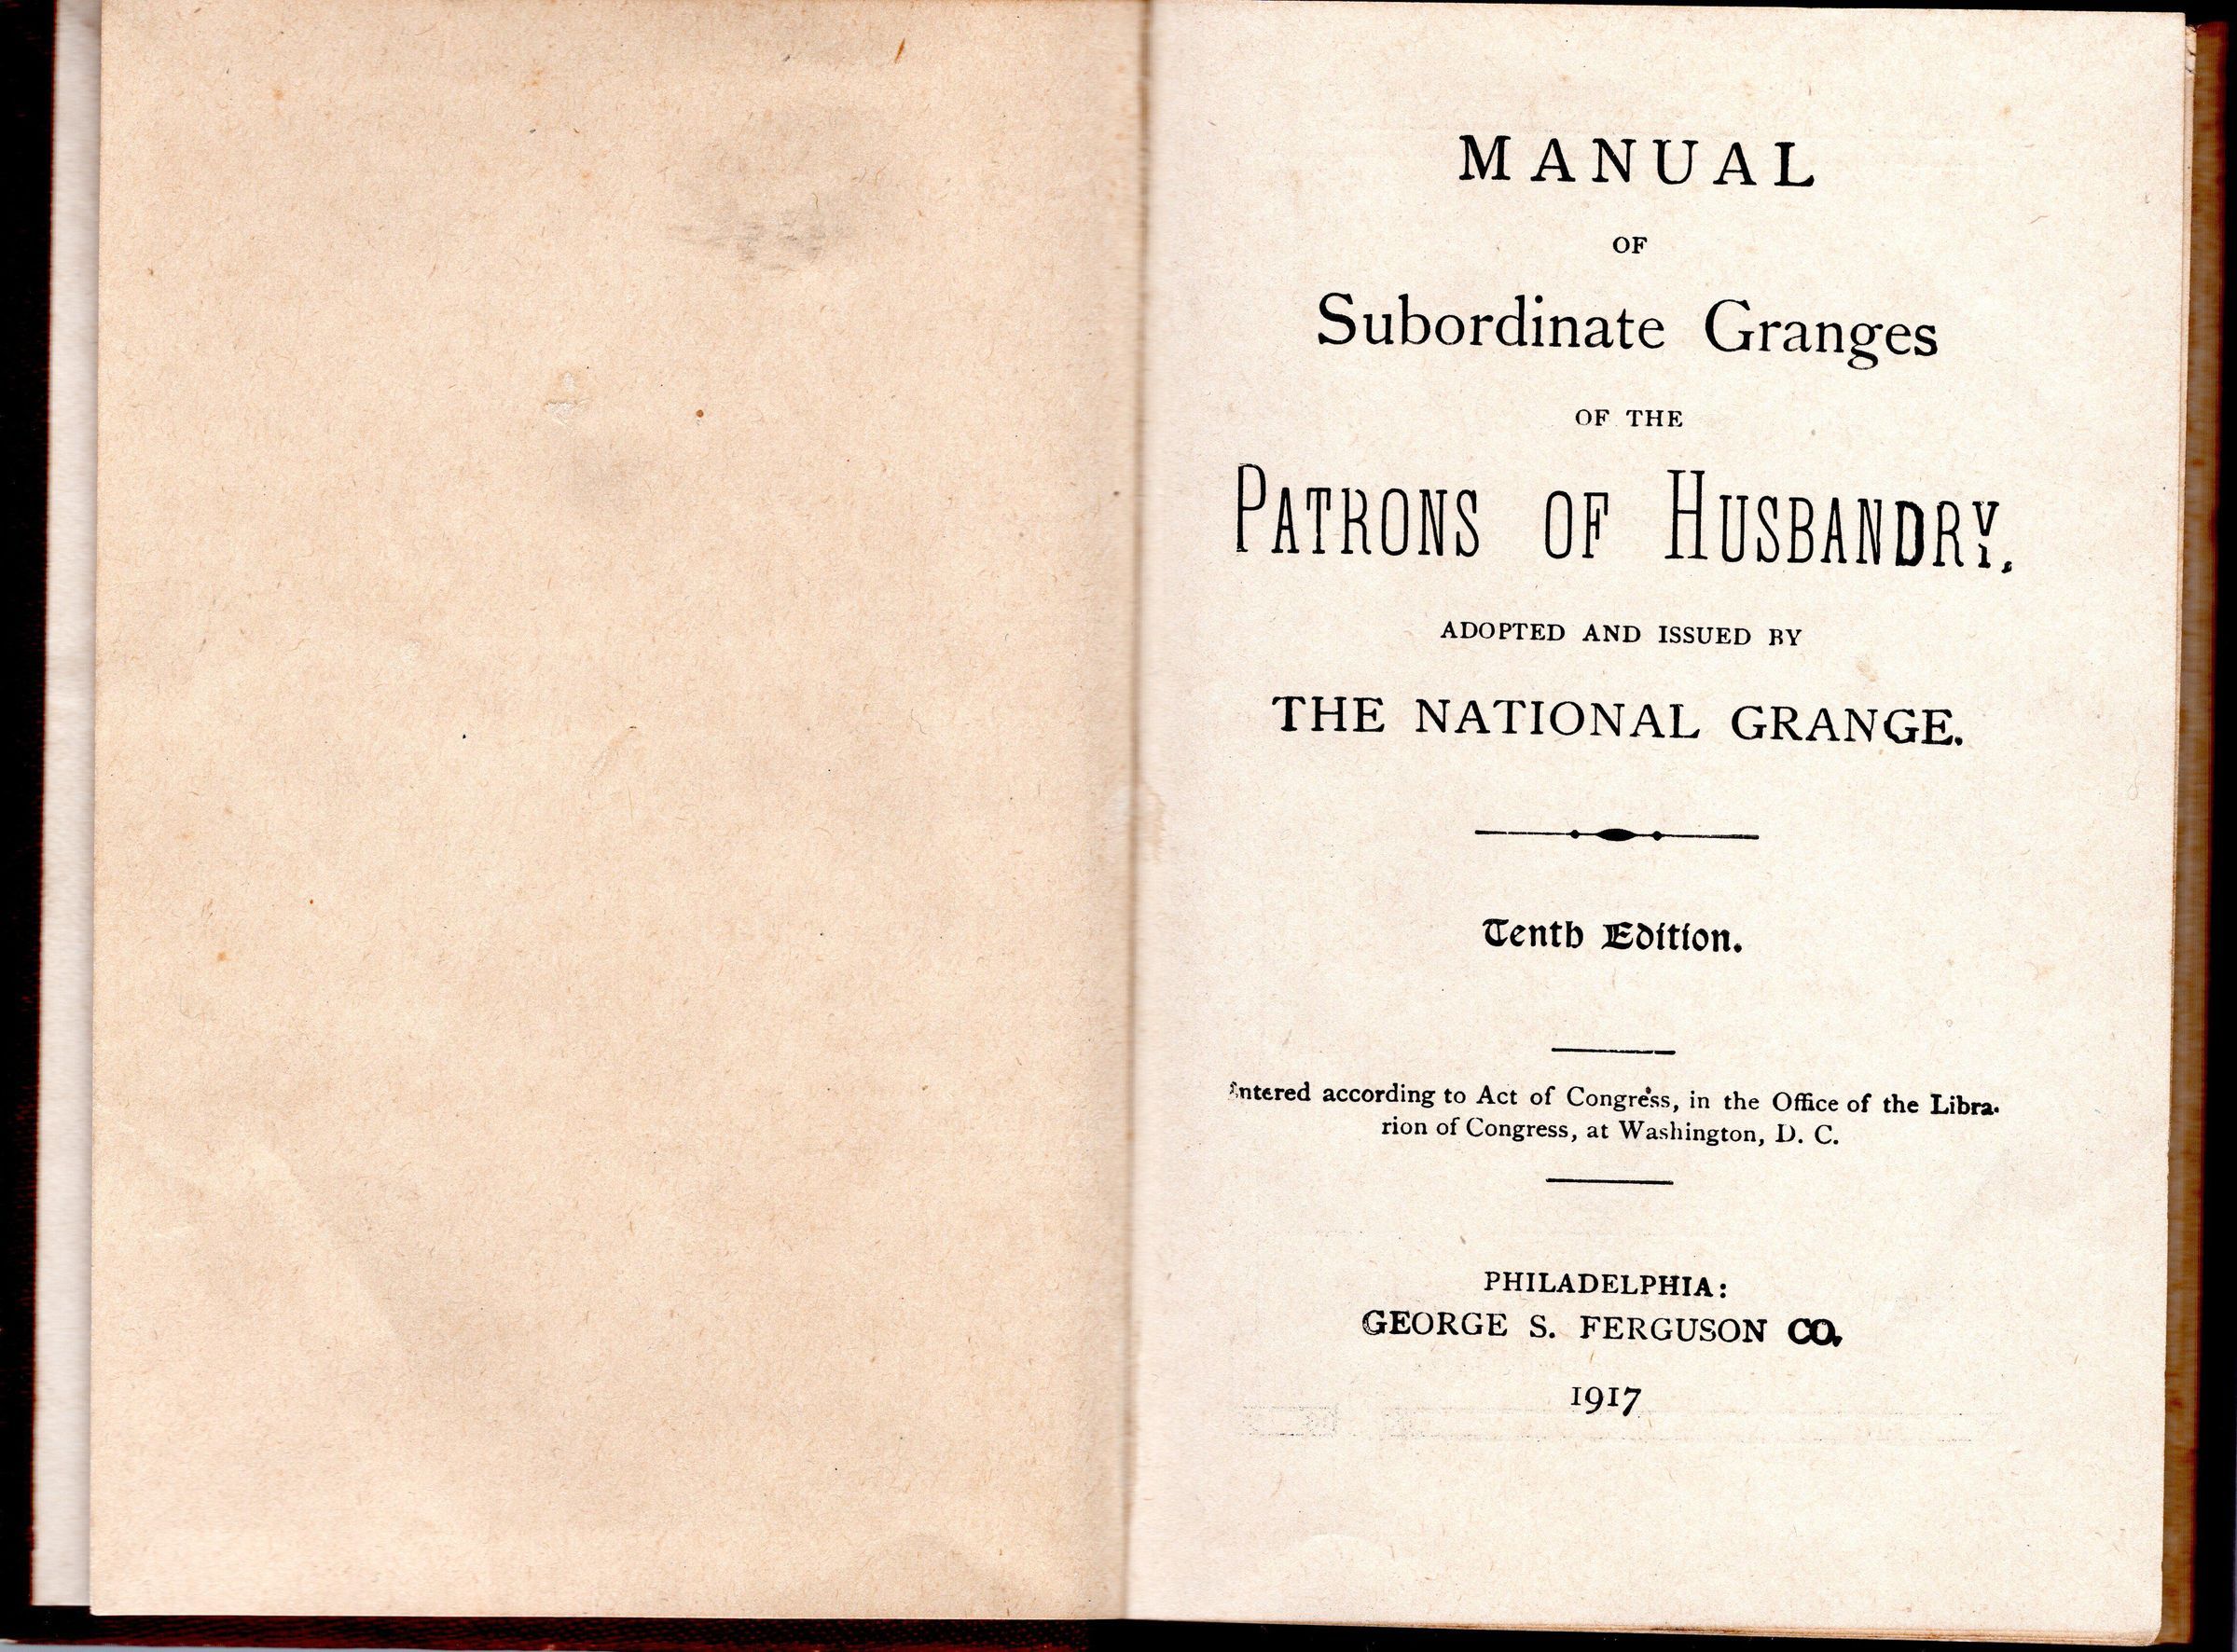 MANUAL
OF
Subordinate Granges
OF THE
PATRONS OF HUSBANDRY.
ADOPTED AND ISSUED BY
THE NATIONAL GRANGE.
Tenth Edition.
Entered according to Act of Congress, in the Office of the Libra-
rion of Congress, at Washington, D. C.
PHILADELPHIA:
GEORGE S. FERGUSON CO.
1917